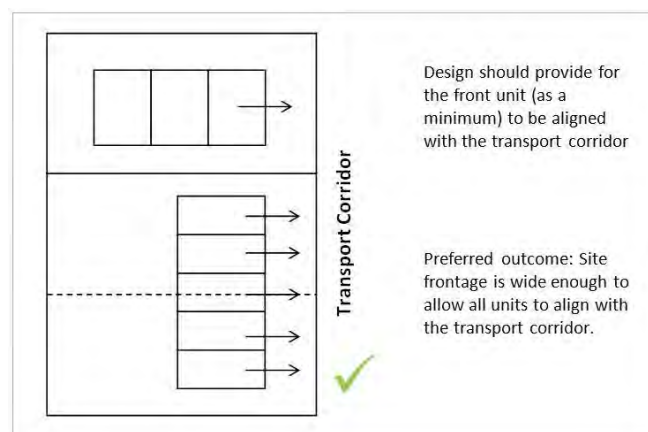 Design should provide for
the front unit (as a
minimum) to be aligned
with the transport corridor
Transport Corridor
Preferred outcome: Site
frontage is wide enough to
allow all units to align with
the transport corridor.